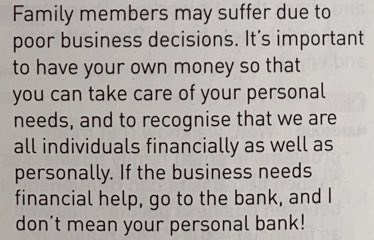 Family members may suffer due to
poor business decisions. It's important
to have your own money so that
you can take care of your personal
needs, and to recognise that we are
all individuals financially as well as
personally. If the business needs
financial help, go to the bank, and I
don't mean your personal bank!